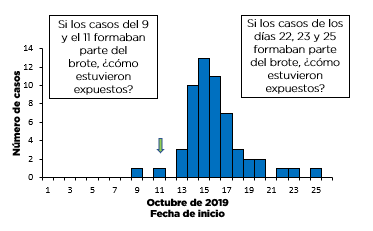 Si los casos del 9
y el 11 formaban
parte del
brote, ¿cómo
estuvieron
expuestos?
Si los casos de los
días 22, 23 y 25
formaban parte
del brote, ¿cómo
estuvieron
expuestos?
Número de casos
14
12
10
8
6
4
2
0
1 3 5 7 9 11 13 15 17 19 21 23 25
Octubre de 2019
Fecha de inicio